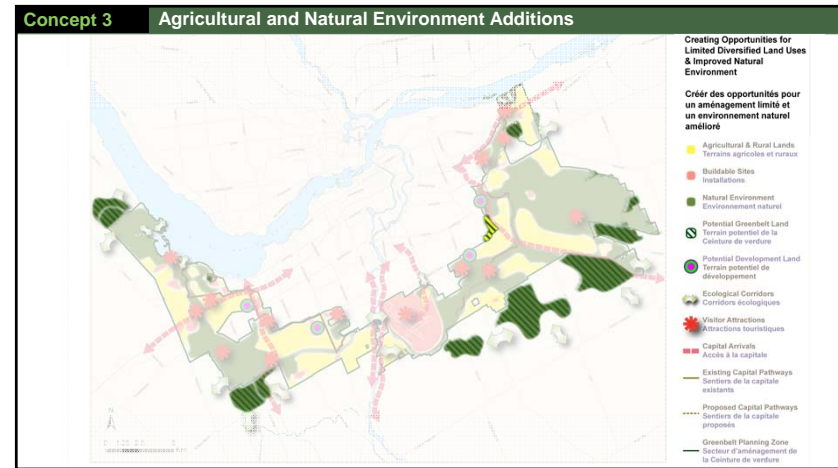 Concept 3
Agricultural and Natural Environment Additions
Creating Opportunities for
Limited Diversified Land Uses
& Improved Natural
Environment
Créér des opportunités pour
un aménagement limité et
un environnement naturel
amélioré
Agricultural & Rural Lands
Terrains agricoles et ruraux
Buildable Sites
Installations
Natural Environment
Environnement naturel
Potential Greenbelt Land
Terrain potentiel de la
Ceinture de verdure
Potential Development Land
Terrain potentiel de
développement
Ecological Corridors
Corridors écologiques
Visitor Attractions
Attractions touristiques
Capital Arrivals
Accès à la capitale
Existing Capital Pathways
Sentiers de la capitale
existants
Proposed Capital Pathways
Sentiers de la capitale
proposés
Greenbelt Planning Zone
Secteur d'aménagement de
la Ceinture de verdure